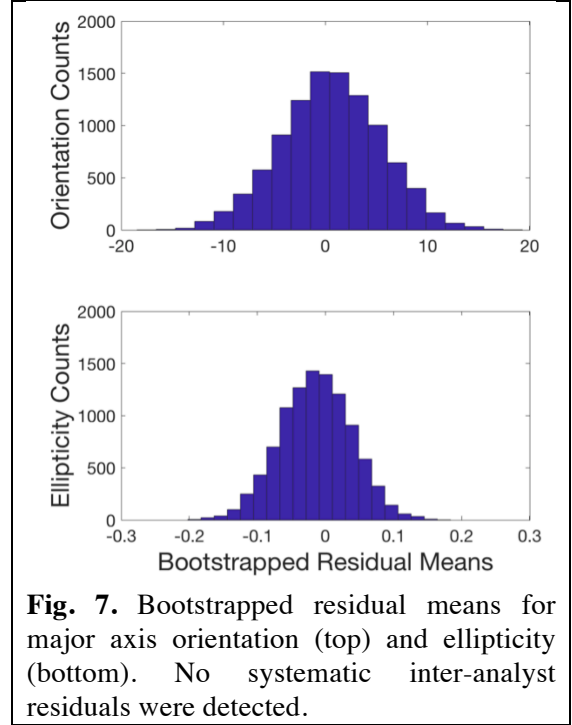 2000
1500
1000
500
0
Orientation Counts
-20 -10 0 10 20
2000
1500
1000
500
0
Ellipticity Counts
-0.3 -0.2 -0.1 0 0.1 0.2 0.3
Bootstrapped Residual Means
Fig. 7. Bootstrapped residual means for
major axis orientation (top) and ellipticity
(bottom). No systematic inter-analyst
residuals were detected.